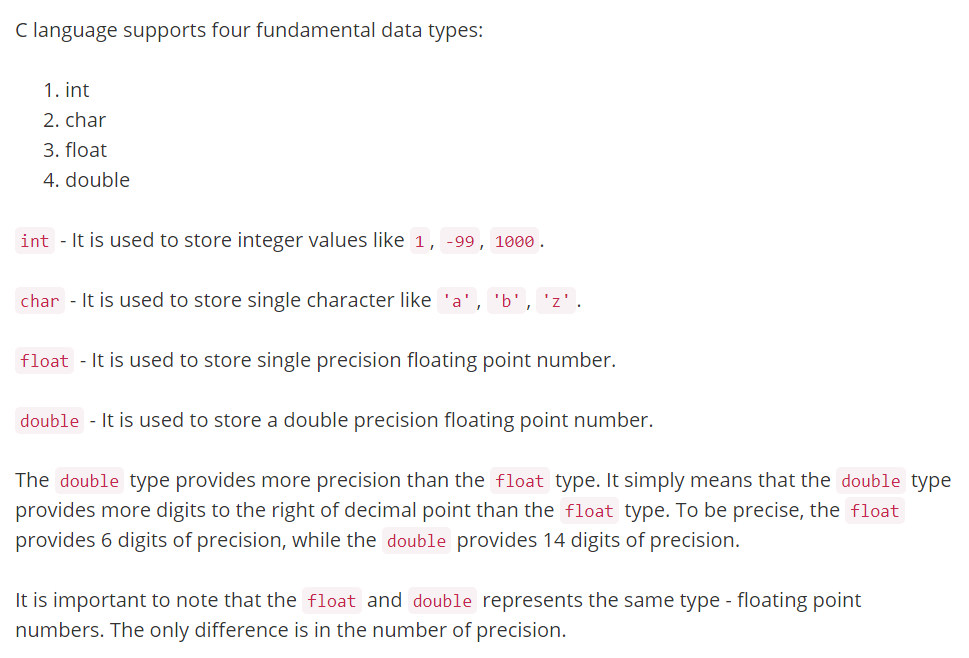 C language supports four fundamental data types:
1. int
2. char
3. float
4. double
int - It is used to store integer values like 1, -99, 1000.
char - It is used to store single character like 'a', 'b', 'z'.
float - It is used to store single precision floating point number.
double - It is used to store a double precision floating point number.
The double type provides more precision than the float type. It simply means that the double type
provides more digits to the right of decimal point than the float type. To be precise, the float
provides 6 digits of precision, while the double provides 14 digits of precision.
It is important to note that the float and double represents the same type - floating point
numbers. The only difference is in the number of precision.